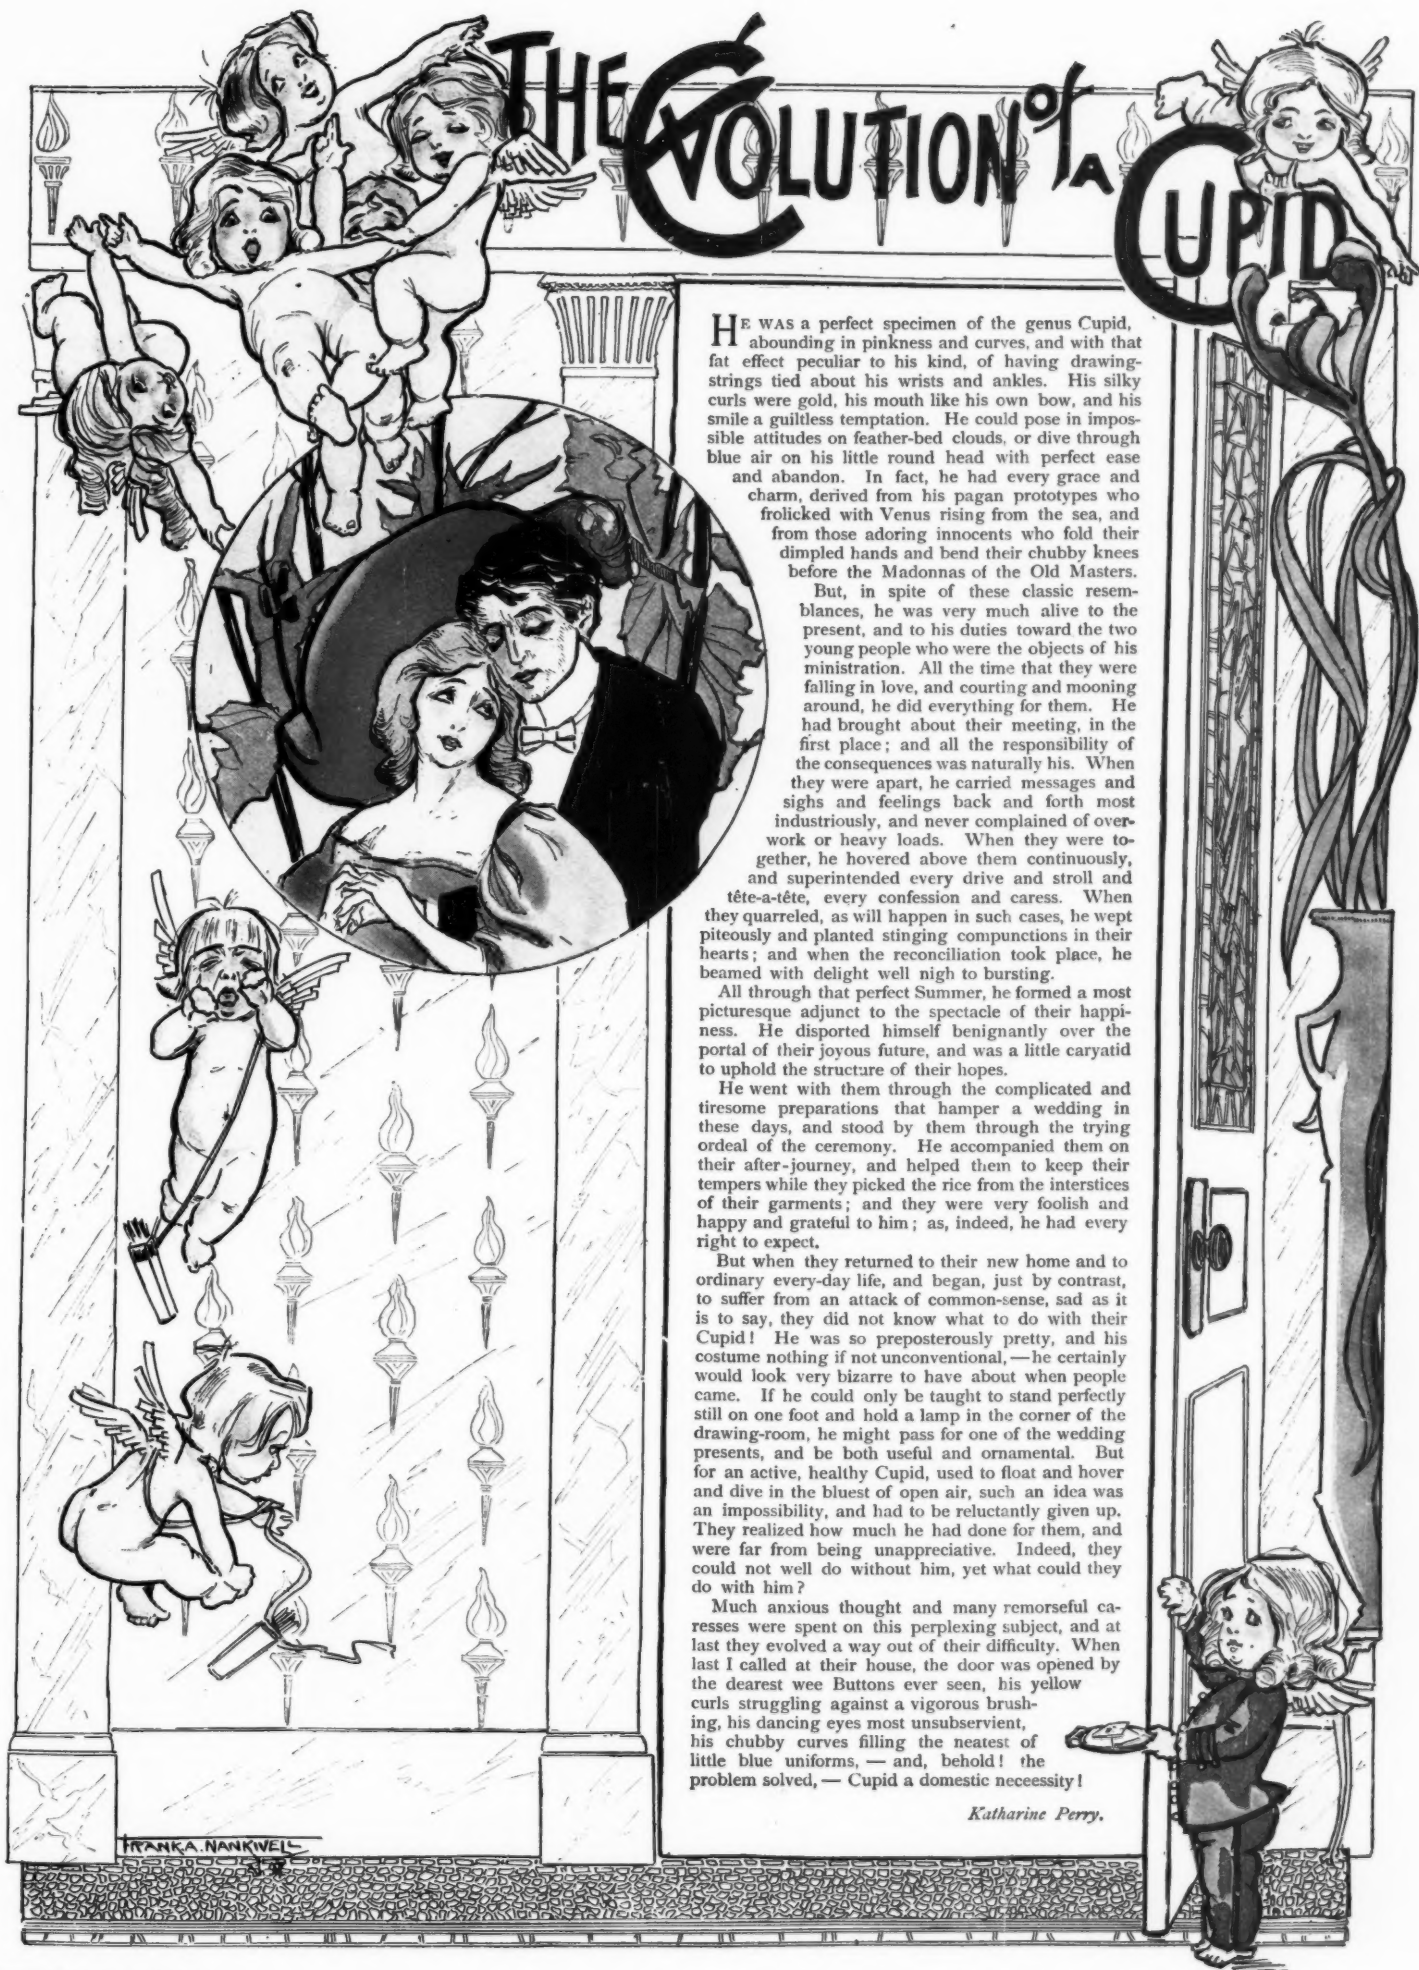 THE EVOLUTION of A CUPID
HE WAS a perfect specimen of the genus Cupid,
abounding in pinkness and curves, and with that
fat effect peculiar to his kind, of having drawing-
strings tied about his wrists and ankles. His silky
curls were gold, his mouth like his own bow, and his
smile a guiltless temptation. He could pose in impos-
sible attitudes on feather-bed clouds, or dive through
blue air on his little round head with perfect ease
and abandon. In fact, he had every grace and
charm, derived from his pagan prototypes who
frolicked with Venus rising from the sea, and
from those adoring innocents who fold their
dimpled hands and bend their chubby knees
before the Madonnas of the Old Masters.
But, in spite of these classic resem-
blances, he was very much alive to the
present, and to his duties toward the two
young people who were the objects of his
ministration. All the time that they were
falling in love, and courting and mooning
around, he did everything for them. He
had brought about their meeting, in the
first place; and all the responsibility of
the consequences was naturally his. When
they were apart, he carried messages and
sighs and feelings back and forth most
industriously, and never complained of over-
work or heavy loads. When they were to-
gether, he hovered above them continuously,
and superintended every drive and stroll and
tête-a-tête, every confession and caress. When
they quarreled, as will happen in such cases, he wept
piteously and planted stinging compunctions in their
hearts; and when the reconciliation took place, he
beamed with delight well nigh to bursting.
All through that perfect Summer, he formed a most
picturesque adjunct to the spectacle of their happi-
ness. He disported himself benignantly over the
portal of their joyous future, and was a little caryatid
to uphold the structure of their hopes.
He went with them through the complicated and
tiresome preparations that hamper a wedding in
these days, and stood by them through the trying
ordeal of the ceremony. He accompanied them on
their after-journey, and helped them to keep their
tempers while they picked the rice from the interstices
of their garments; and they were very foolish and
happy and grateful to him; as, indeed, he had every
right to expect.
But when they returned to their new home and to
ordinary every-day life, and began, just by contrast,
to suffer from an attack of common-sense, sad as it
is to say, they did not know what to do with their
Cupid! He was so preposterously pretty, and his
costume nothing if not unconventional, — he certainly
would look very bizarre to have about when people
came. If he could only be taught to stand perfectly
still on one foot and hold a lamp in the corner of the
drawing-room, he might pass for one of the wedding
presents, and be both useful and ornamental. But
for an active, healthy Cupid, used to float and hover
and dive in the bluest of open air, such an idea was
an impossibility, and had to be reluctantly given up.
They realized how much he had done for them, and
were far from being unappreciative. Indeed, they
could not well do without him, yet what could they
do with him?
Much anxious thought and many remorseful ca-
resses were spent on this perplexing subject, and at
last they evolved a way out of their difficulty. When
last I called at their house, the door was opened by
the dearest wee Buttons ever seen, his yellow
curls struggling against a vigorous brush-
ing, his dancing eyes most unsubservient,
his chubby curves filling the neatest of
little blue uniforms, — and, behold! the
problem solved, — Cupid a domestic neceessity!
Katharine Perry.
FRANK A. NANKIVELL